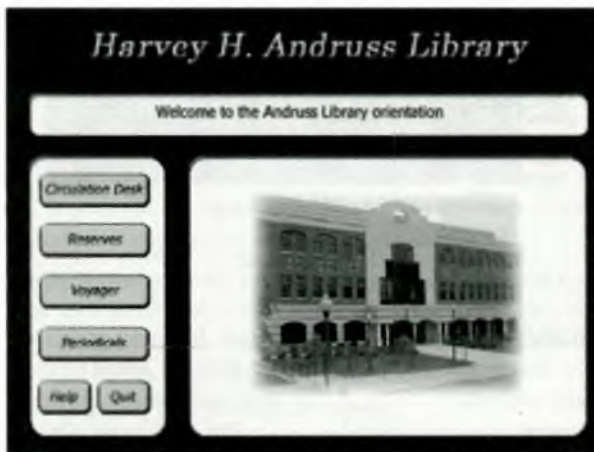 Harvey H. Andruss Library
Welcome to the Andruss Library orientation
Circulation Desk
Reserves
Voyager
Periodicals
Help Quit